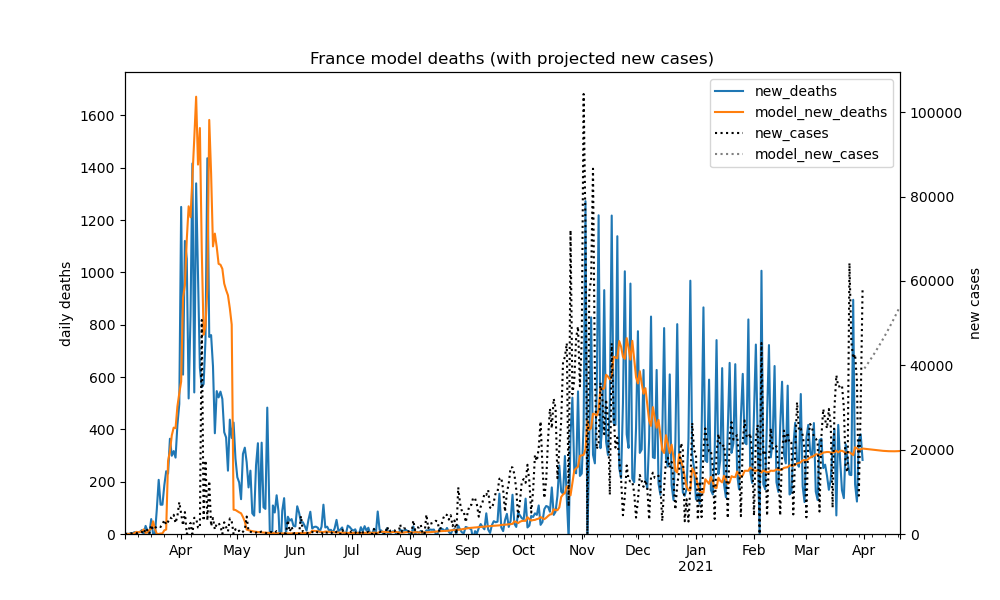 France model deaths (with projected new cases)
new_deaths
model_new_deaths
new_cases
model_new_cases
daily deaths
new cases
1600
1400
1200
1000
800
600
400
200
0
100000
80000
60000
40000
20000
0
Apr May Jun Jul Aug Sep Oct Nov Dec Jan Feb Mar Apr
2021